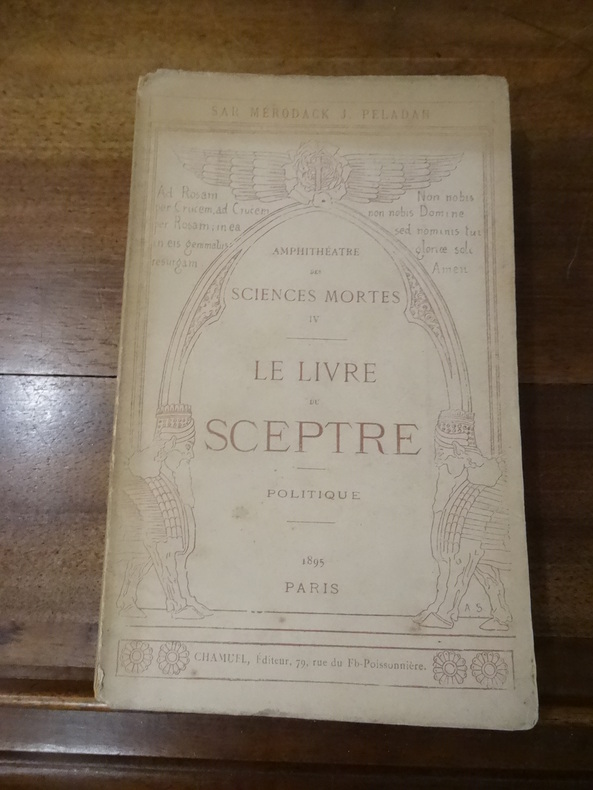 SAR MÉRODACK J. PELADAN
Ad Rosam
per Crucem, ad Crucem
per Rosam; in ea
in eis gemmatus
resurgam
Non nobis
non nobis Domine
sed nominis tui
gloriæ soli
Amen
AMPHITHÉATRE
DES
SCIENCES MORTES
IV
LE LIVRE
DU
SCEPTRE
POLITIQUE
1895
PARIS
A S
CHAMUEL, Éditeur, 79, rue du Fb-Poissonnière.